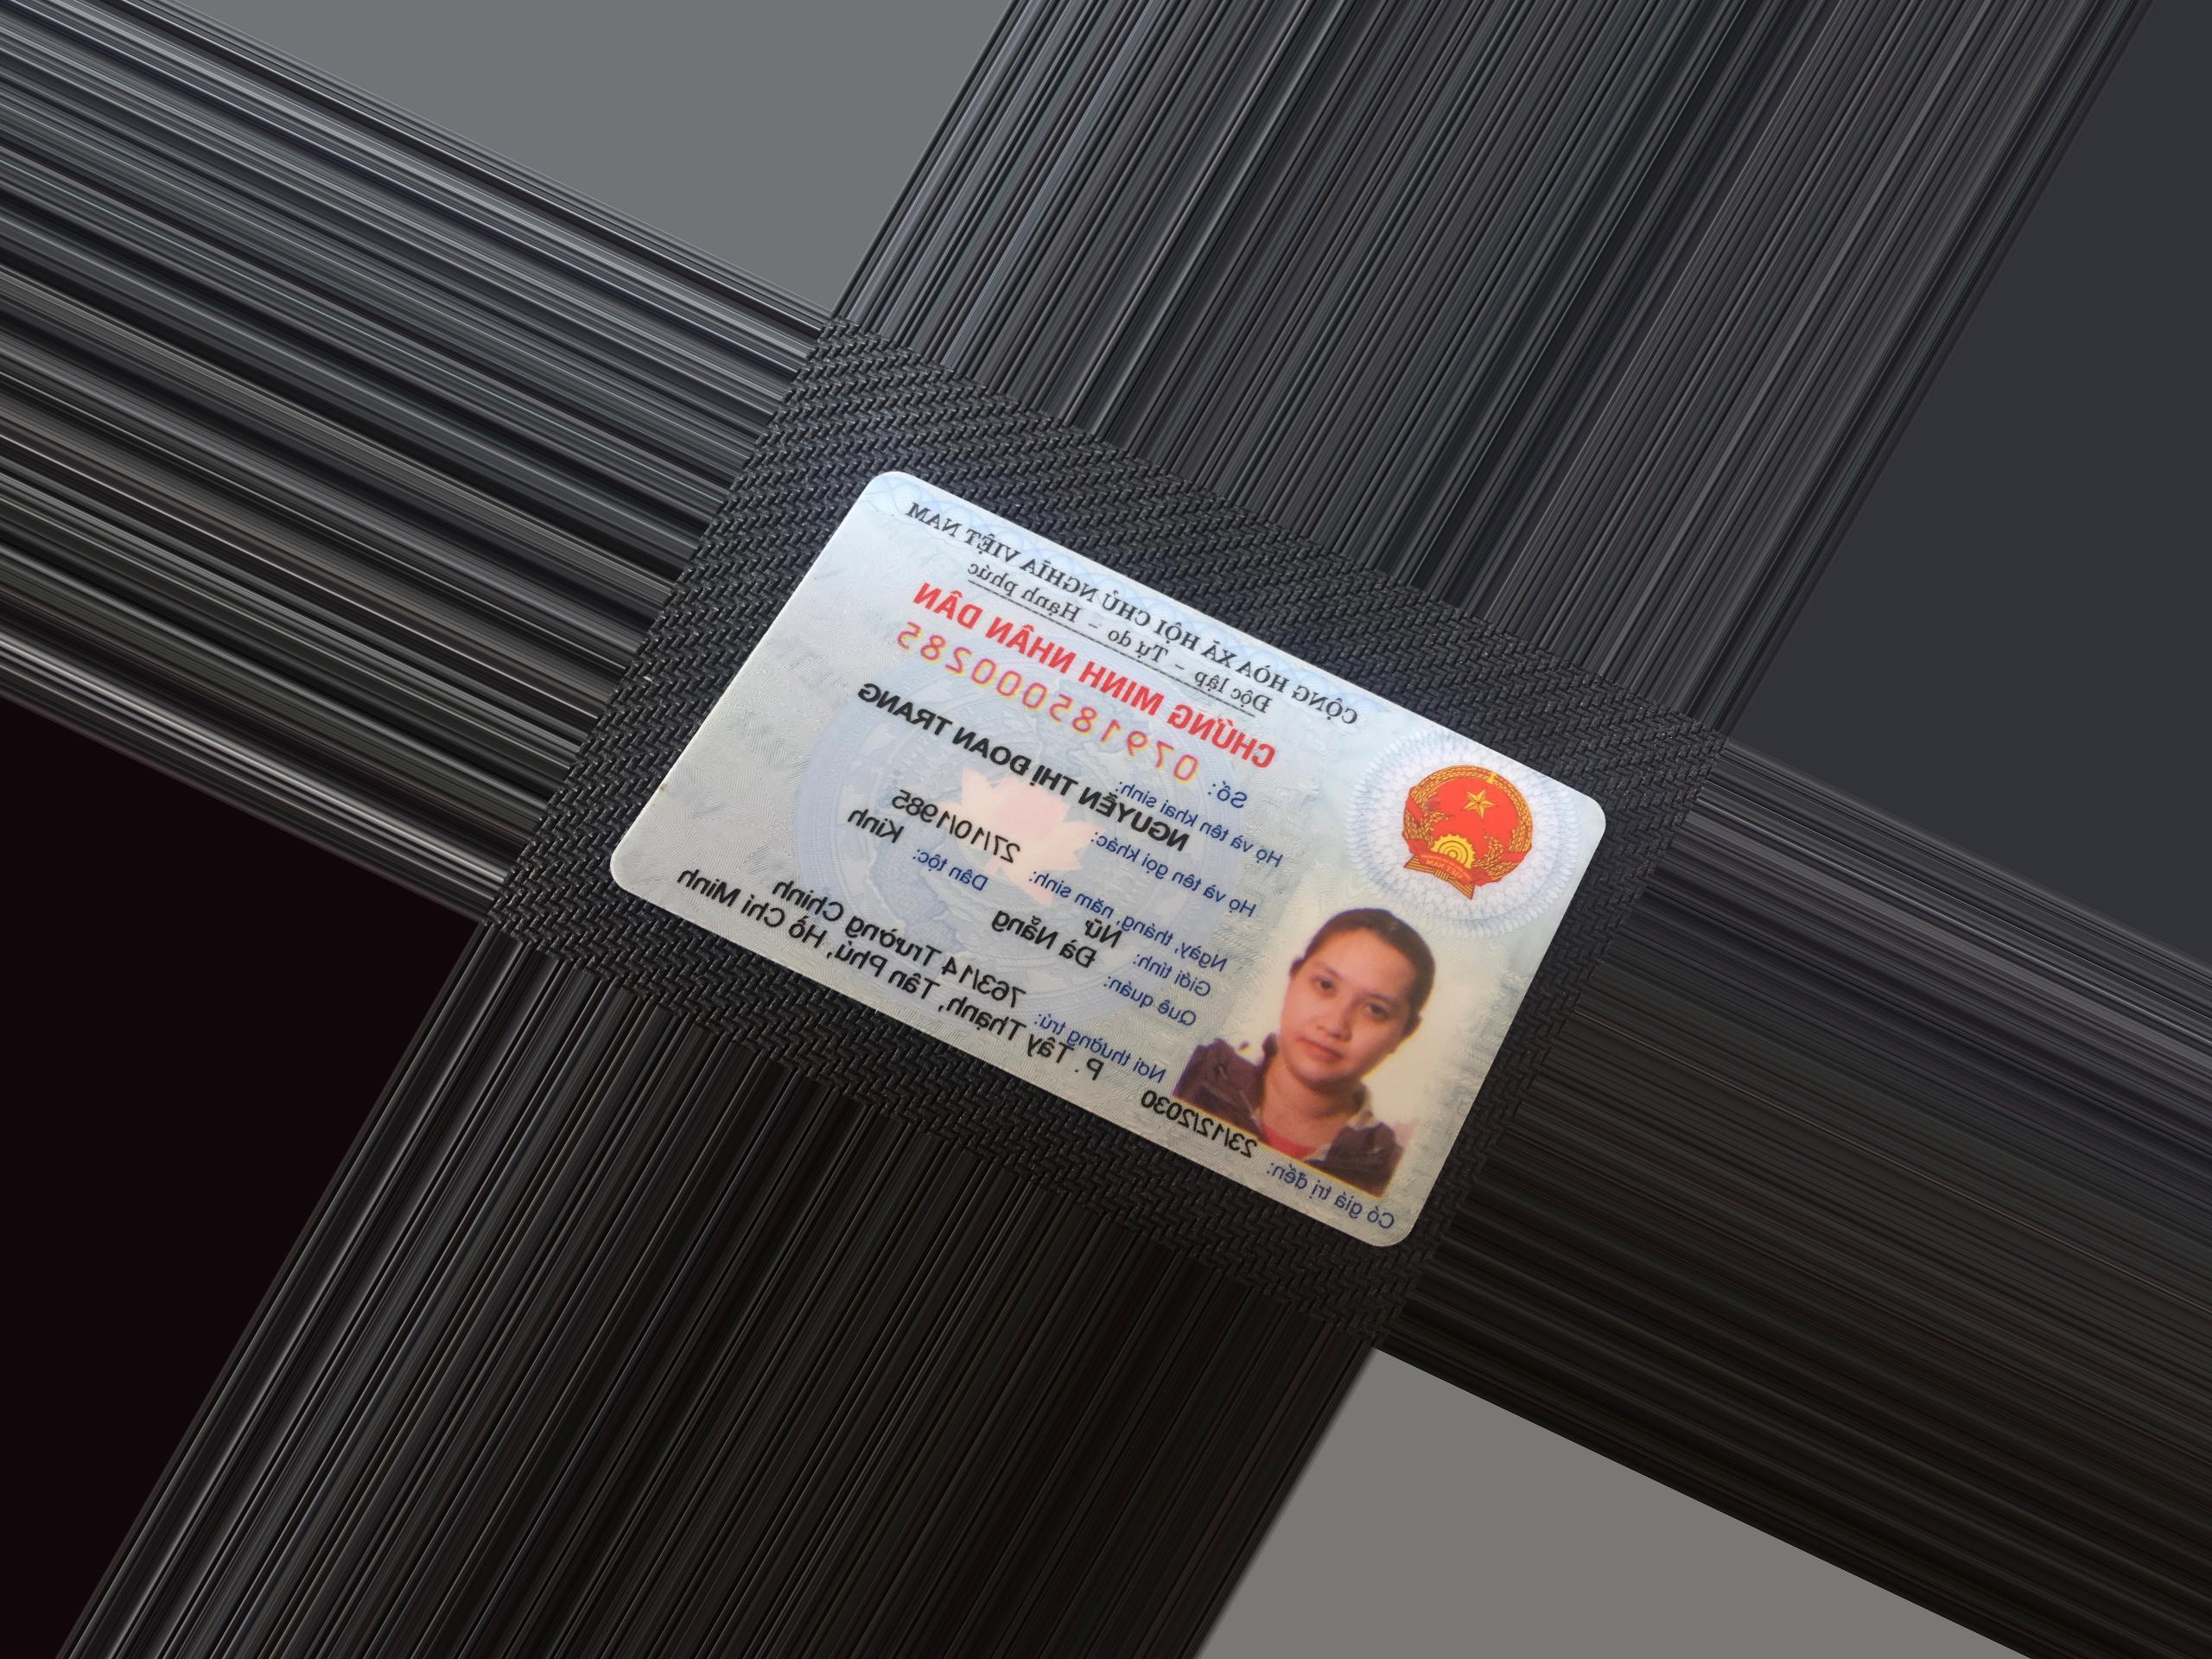 CỘNG HÒA XÃ HỘI CHỦ NGHĨA VIỆT NAM
Độc lập – Tự do – Hạnh phúc
CHỨNG MINH NHÂN DÂN
Số: 079185000285
Họ và tên khai sinh:
NGUYỄN THỊ ĐOAN TRANG
Họ và tên gọi khác:
Ngày, tháng, năm sinh: 27/10/1985
Giới tính: Nữ Dân tộc: Kinh
Quê quán: Đà Nẵng
Nơi thường trú: 763/14 Trường Chinh
P. Tây Thạnh, Tân Phú, Hồ Chí Minh
Có giá trị đến: 23/12/2030